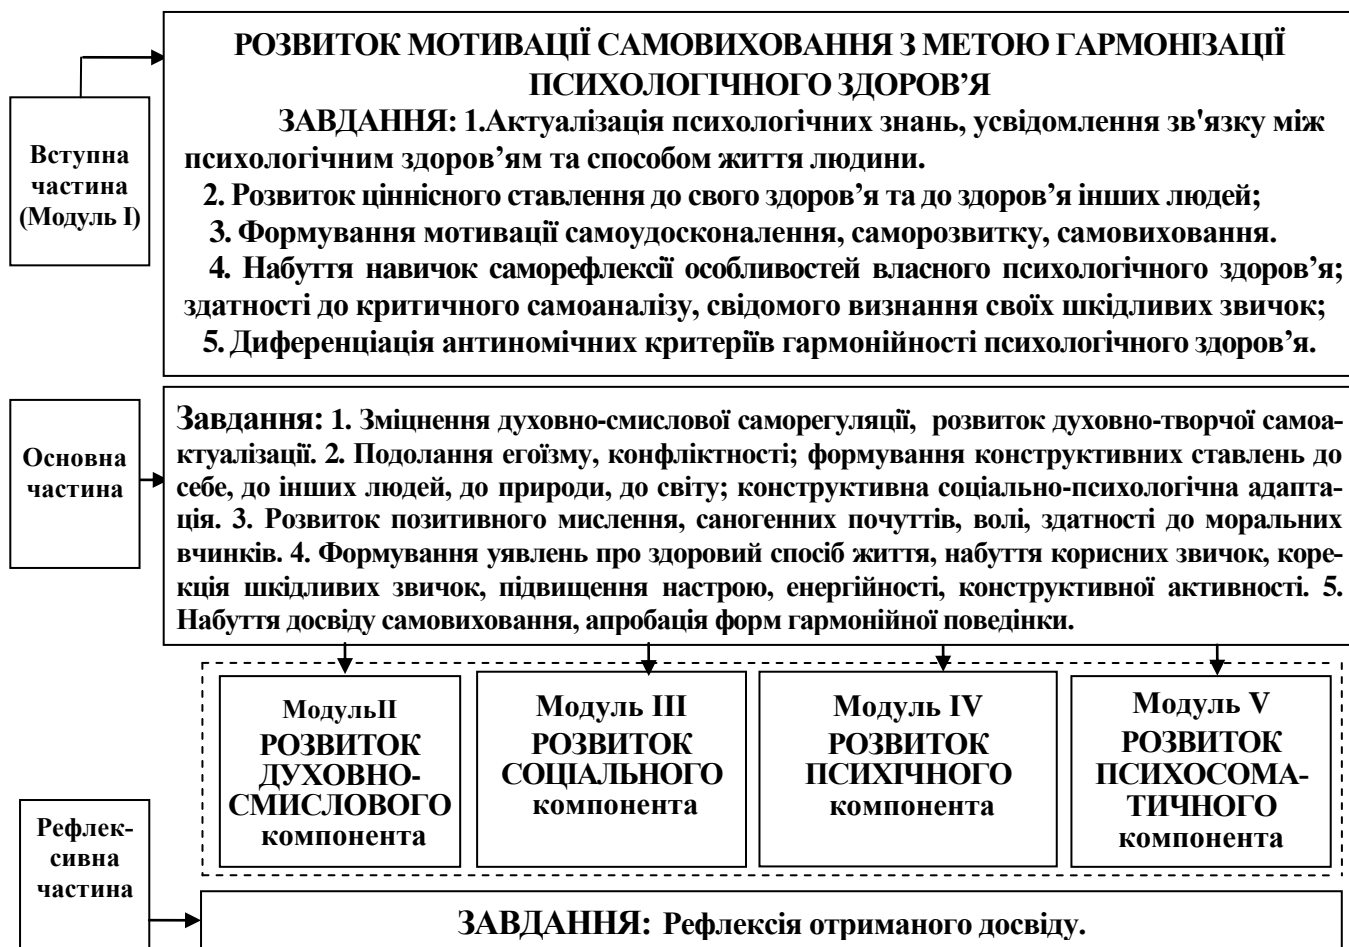 РОЗВИТОК МОТИВАЦІЇ САМОВИХОВАННЯ З МЕТОЮ ГАРМОНІЗАЦІЇ
ПСИХОЛОГІЧНОГО ЗДОРОВ’Я
ЗАВДАННЯ: 1.Актуалізація психологічних знань, усвідомлення зв'язку між
психологічним здоров’ям та способом життя людини.
2. Розвиток ціннісного ставлення до свого здоров’я та до здоров’я інших людей;
3. Формування мотивації самоудосконалення, саморозвитку, самовиховання.
4. Набуття навичок саморефлексії особливостей власного психологічного здоров’я;
здатності до критичного самоаналізу, свідомого визнання своїх шкідливих звичок;
5. Диференціація антиномічних критеріїв гармонійності психологічного здоров’я.
Вступна
частина
(Модуль I)
Основна
частина
Завдання: 1. Зміцнення духовно-смислової саморегуляції, розвиток духовно-творчої самоа-
ктуалізації. 2. Подолання егоїзму, конфліктності; формування конструктивних ставлень до
себе, до інших людей, до природи, до світу; конструктивна соціально-психологічна адапта-
ція. 3. Розвиток позитивного мислення, саногенних почуттів, волі, здатності до моральних
вчинків. 4. Формування уявлень про здоровий спосіб життя, набуття корисних звичок, коре-
кція шкідливих звичок, підвищення настрою, енергійності, конструктивної активності. 5.
Набуття досвіду самовиховання, апробація форм гармонійної поведінки.
МодульII
РОЗВИТОК
ДУХОВНО-
СМИСЛОВОГО
компонента
Модуль III
РОЗВИТОК
СОЦІАЛЬНОГО
компонента
Модуль IV
РОЗВИТОК
ПСИХІЧНОГО
компонента
Модуль V
РОЗВИТОК
ПСИХОСОМА-
ТИЧНОГО
компонента
Рефлек-
сивна
частина
ЗАВДАННЯ: Рефлексія отриманого досвіду.